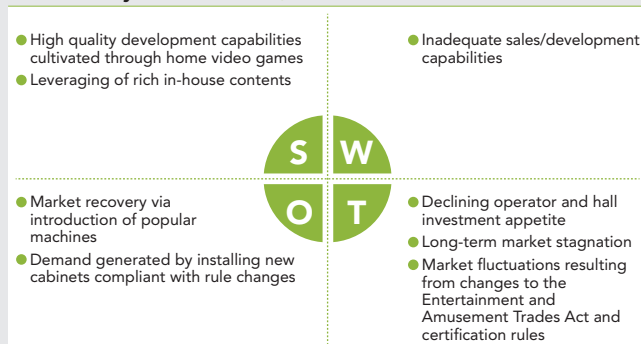 ● High quality development capabilities
cultivated through home video games
● Leveraging of rich in-house contents
● Inadequate sales/development
capabilities
S W
O T
● Market recovery via
introduction of popular
machines
● Demand generated by installing new
cabinets compliant with rule changes
● Declining operator and hall
investment appetite
● Long-term market stagnation
● Market fluctuations resulting
from changes to the
Entertainment and
Amusement Trades Act and
certification rules